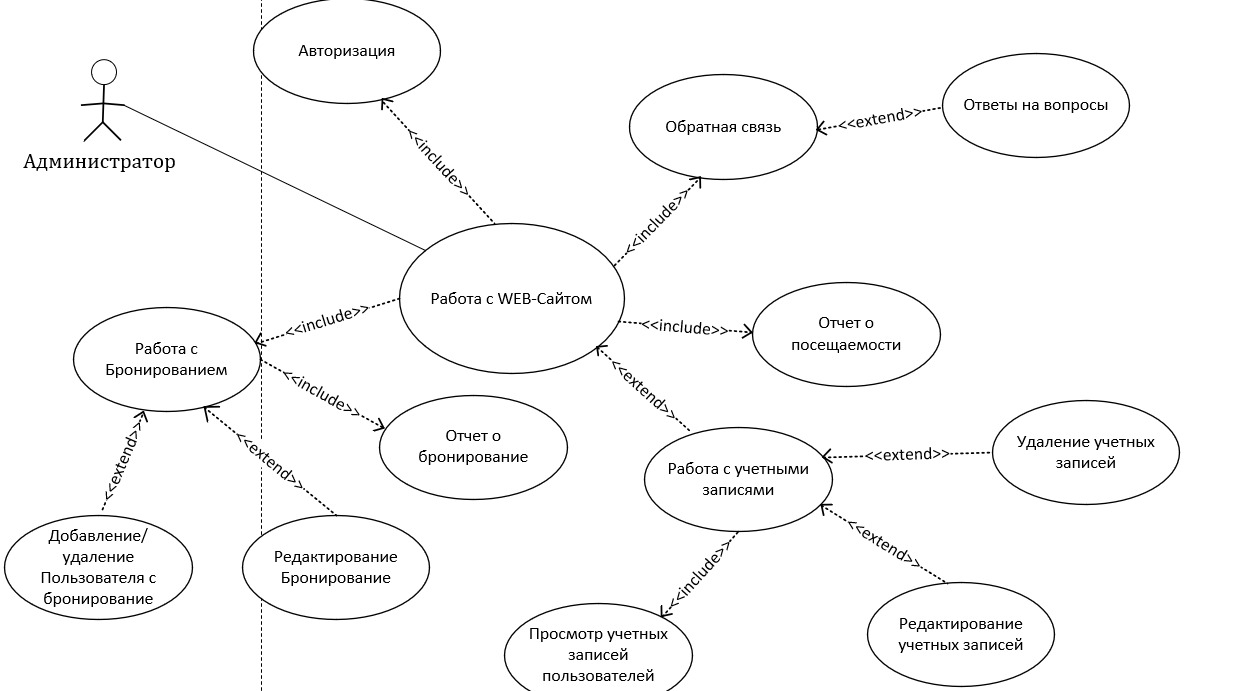 Авторизация
Ответы на вопросы
<<extend>>
Обратная связь
Администратор
<<include>>
<<include>>
Работа с WEB-Сайтом
<<include>>
<<include>>
Отчет о
посещаемости
Работа с
Бронированием
<<include>>
<<extend>>
Отчет о
бронирование
Удаление учетных
записей
<<extend>>
Работа с учетными
записями
<<extend>>
<<extend>>
Добавление/
удаление
Пользователя с
бронирование
Редактирование
Бронирование
<<include>>
<<extend>>
Просмотр учетных
записей
пользователей
Редактирование
учетных записей